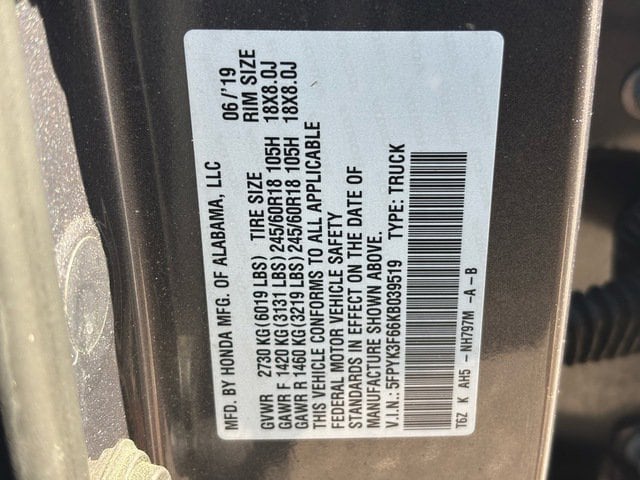 MFD. BY HONDA MFG. OF ALABAMA, LLC 06/'19
GVWR 2730 KG (6019 LBS) TIRE SIZE RIM SIZE
GAWR F 1420 KG (3131 LBS) 245/60R18 105H 18X8.0J
GAWR R 1460 KG (3219 LBS) 245/60R18 105H 18X8.0J
THIS VEHICLE CONFORMS TO ALL APPLICABLE
FEDERAL MOTOR VEHICLE SAFETY
STANDARDS IN EFFECT ON THE DATE OF
MANUFACTURE SHOWN ABOVE.
V.I.N.: 5FPYK3F66KB039519 TYPE: TRUCK
T6Z K AH5 -NH797M -A -B